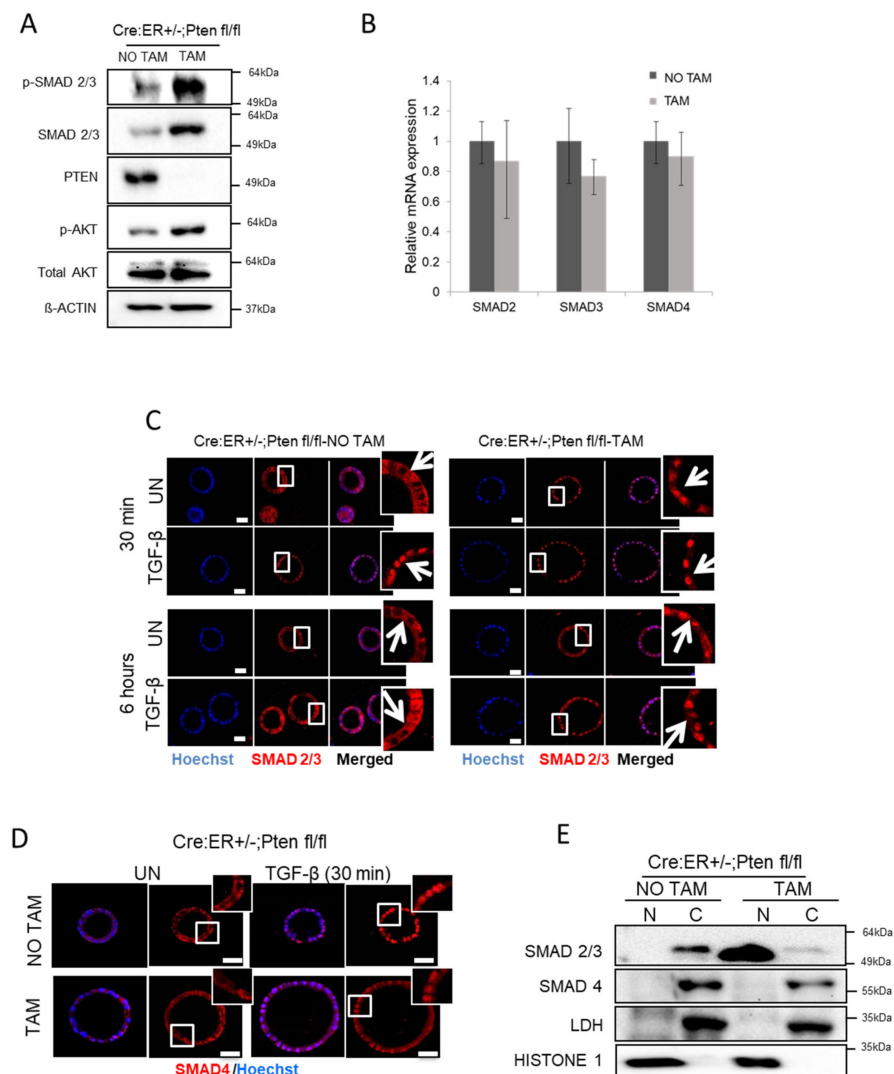 A
Cre:ER+/-;Pten fl/fl
NO TAM TAM
p-SMAD 2/3
64kDa
49kDa
SMAD 2/3
64kDa
49kDa
PTEN
49kDa
p-AKT
64kDa
Total AKT
64kDa
ß-ACTIN
37kDa
B
Relative mRNA expression
1.4
1.2
1
0.8
0.6
0.4
0.2
0
NO TAM
TAM
SMAD2 SMAD3 SMAD4
C
Cre:ER+/-;Pten fl/fl-NO TAM Cre:ER+/-;Pten fl/fl-TAM
30 min
UN
TGF-β
6 hours
UN
TGF-β
Hoechst SMAD 2/3 Merged Hoechst SMAD 2/3 Merged
D
Cre:ER+/-;Pten fl/fl
UN TGF-β (30 min)
NO TAM
TAM
SMAD4/Hoechst
E
Cre:ER+/-;Pten fl/fl
NO TAM TAM
N C N C
SMAD 2/3
64kDa
49kDa
SMAD 4
55kDa
LDH
35kDa
HISTONE 1
35kDa